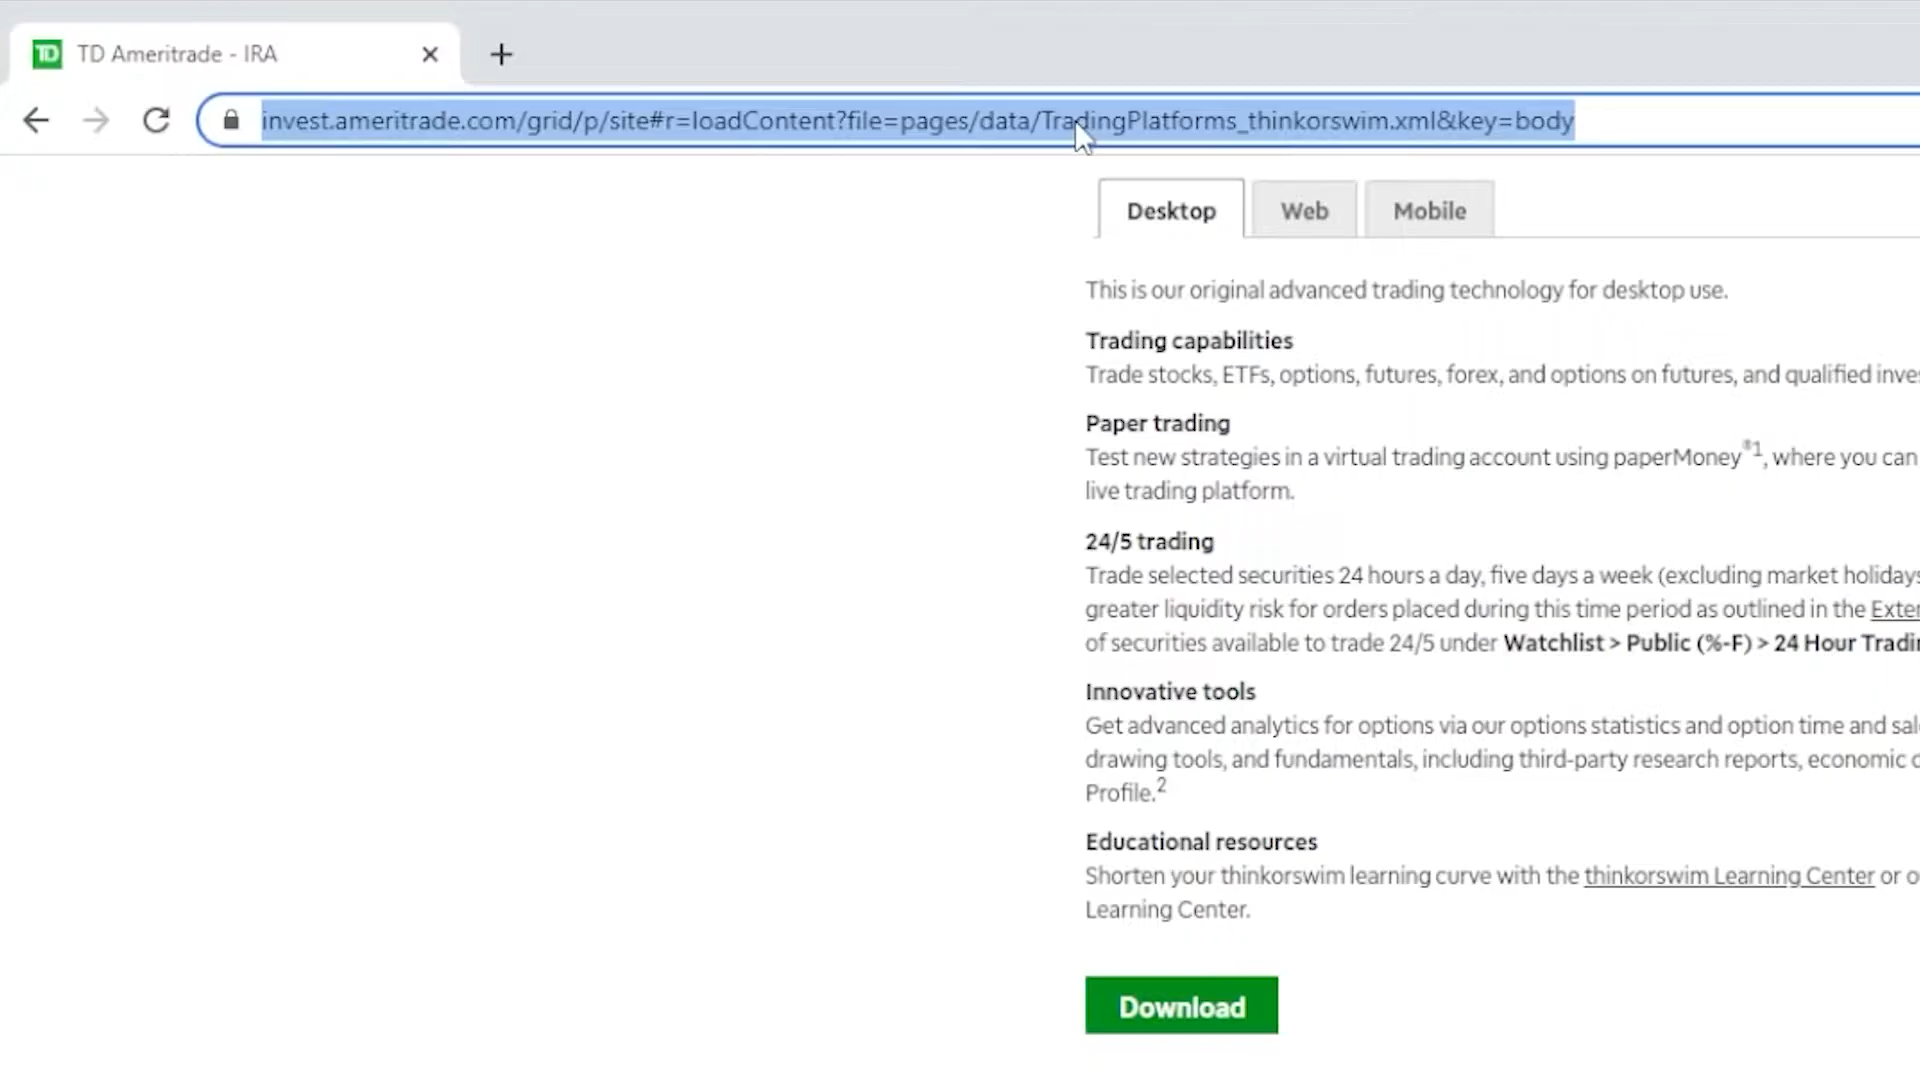 TD TD Ameritrade - IRA
invest.ameritrade.com/grid/p/site#r=loadContent?file=pages/data/TradingPlatforms_thinkorswim.xml&key=body
Desktop Web Mobile
This is our original advanced trading technology for desktop use.
Trading capabilities
Trade stocks, ETFs, options, futures, forex, and options on futures, and qualified
Paper trading
Test new strategies in a virtual trading account using paperMoney®1, where you can
live trading platform.
24/5 trading
Trade selected securities 24 hours a day, five days a week (excluding market holidays
greater liquidity risk for orders placed during this time period as outlined in the
of securities available to trade 24/5 under Watchlist > Public (%-F) > 24 Hour
Innovative tools
Get advanced analytics for options via our options statistics and option time and
drawing tools, and fundamentals, including third-party research reports, economic
Profile.2
Educational resources
Shorten your thinkorswim learning curve with the thinkorswim Learning Center or
Learning Center.
Download